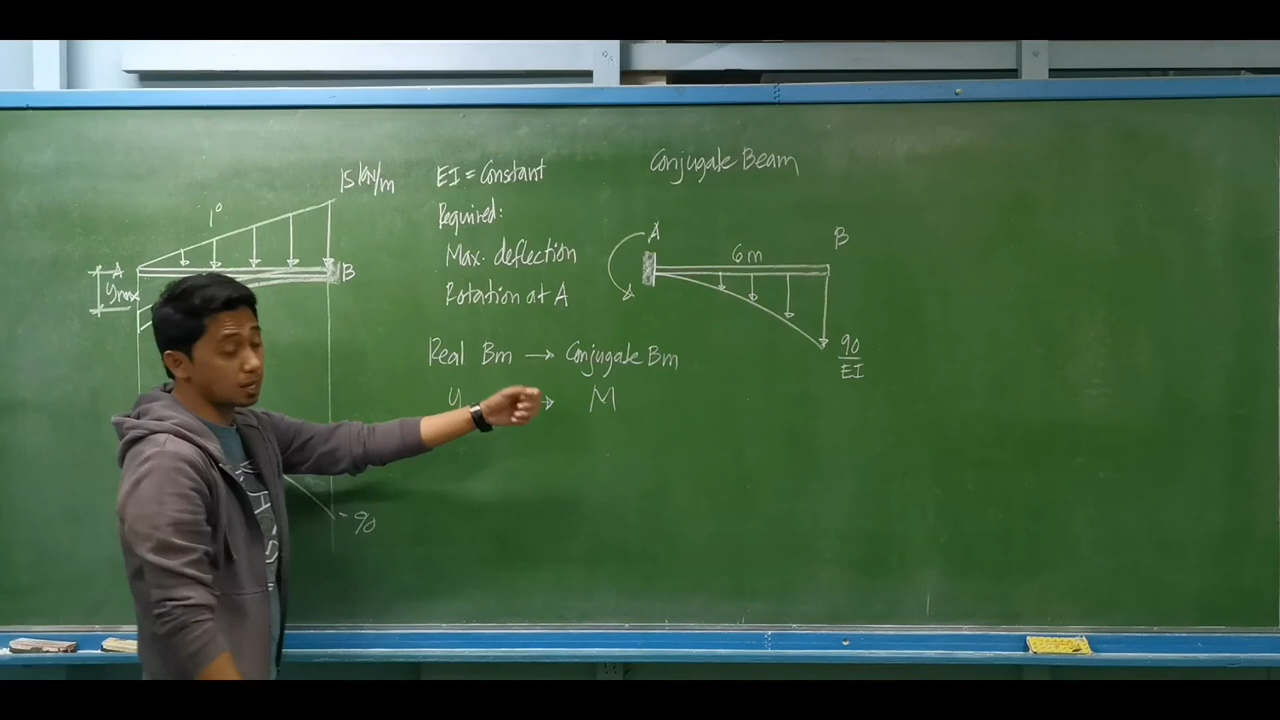 15 kN/m
1°
A
B
ymax
-90
EI = Constant
Required:
Max. deflection
Rotation at A
Real Bm → Conjugate Bm
y → M
Conjugate Beam
A
B
6m
90
EI